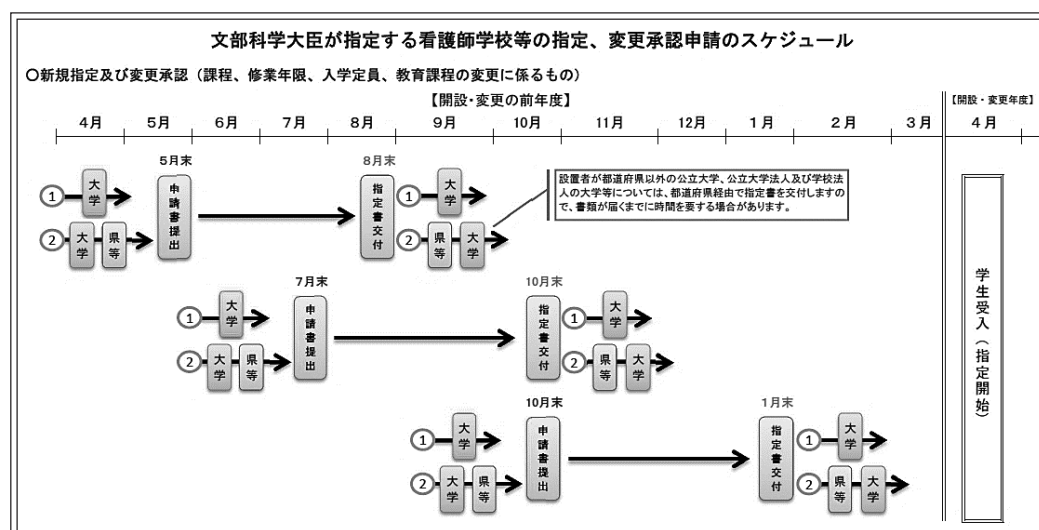 文部科学大臣が指定する看護師学校等の指定、変更承認申請のスケジュール
〇新規指定及び変更承認（課程、修業年限、入学定員、教育課程の変更に係るもの）
【開設・変更の前年度】
【開設・変更年度】
4月 5月 6月 7月 8月 9月 10月 11月 12月 1月 2月 3月 4月
5月末
8月末
① 大学
② 大学 県等
申請書提出
指定書交付
① 大学
② 県等 大学
設置者が都道府県以外の公立大学、公立大学法人及び学校法
人の大学等については、都道府県経由で指定書を交付しますの
で、書類が届くまでに時間を要する場合があります。
7月末
10月末
① 大学
② 大学 県等
申請書提出
指定書交付
① 大学
② 県等 大学
10月末
1月末
① 大学
② 大学 県等
申請書提出
指定書交付
① 大学
② 県等 大学
学生受入（指定開始）